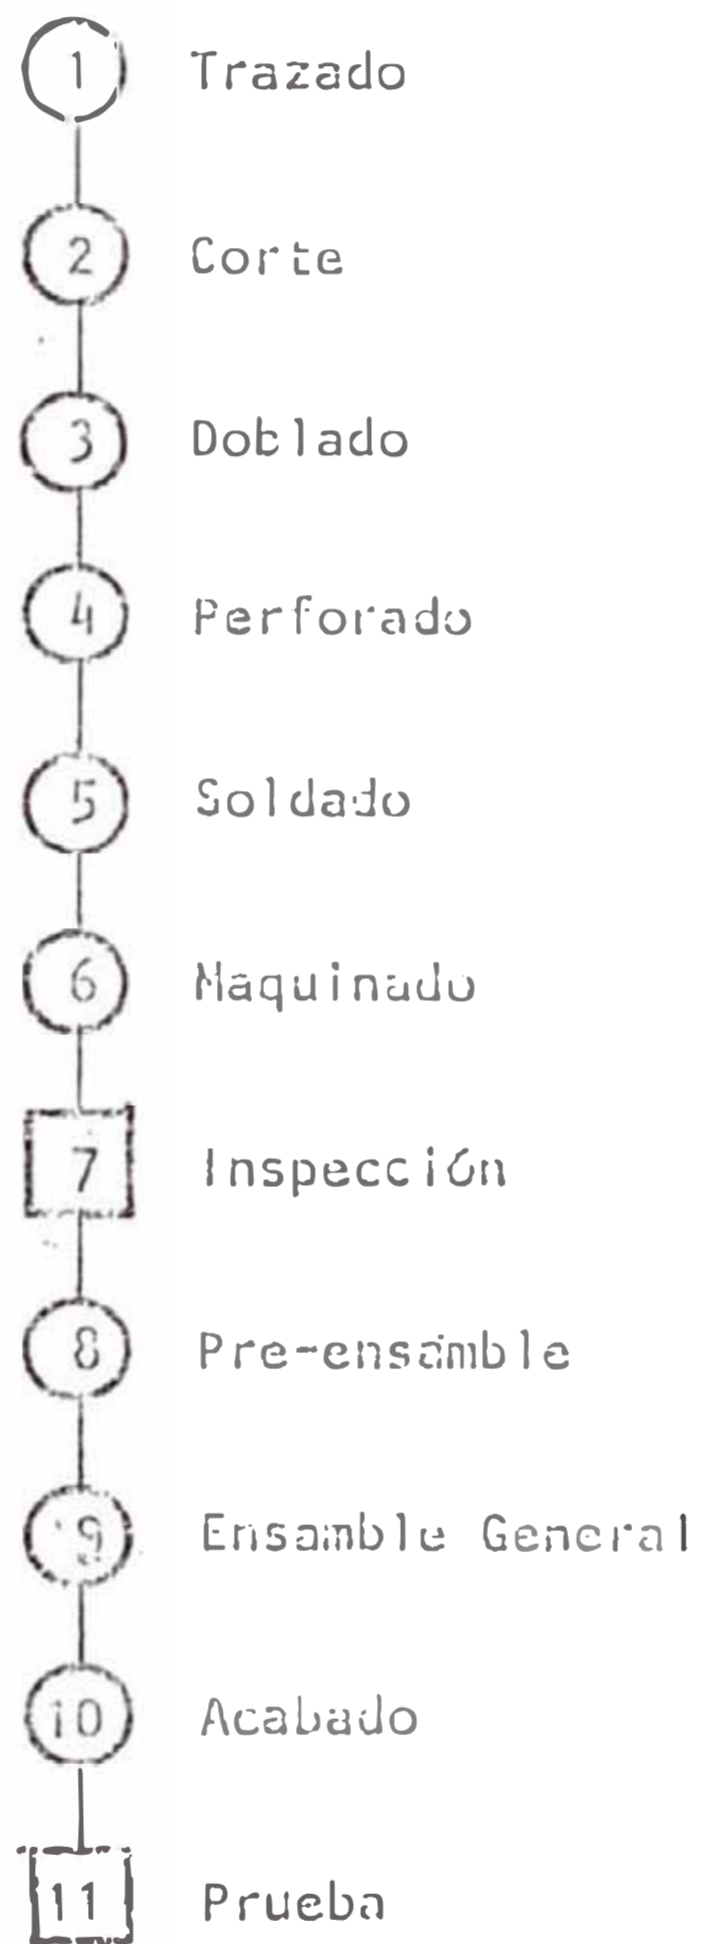 1 Trazado
2 Corte
3 Doblado
4 Perforado
5 Soldado
6 Maquinado
7 Inspección
8 Pre-ensamble
9 Ensamble General
10 Acabado
11 Prueba